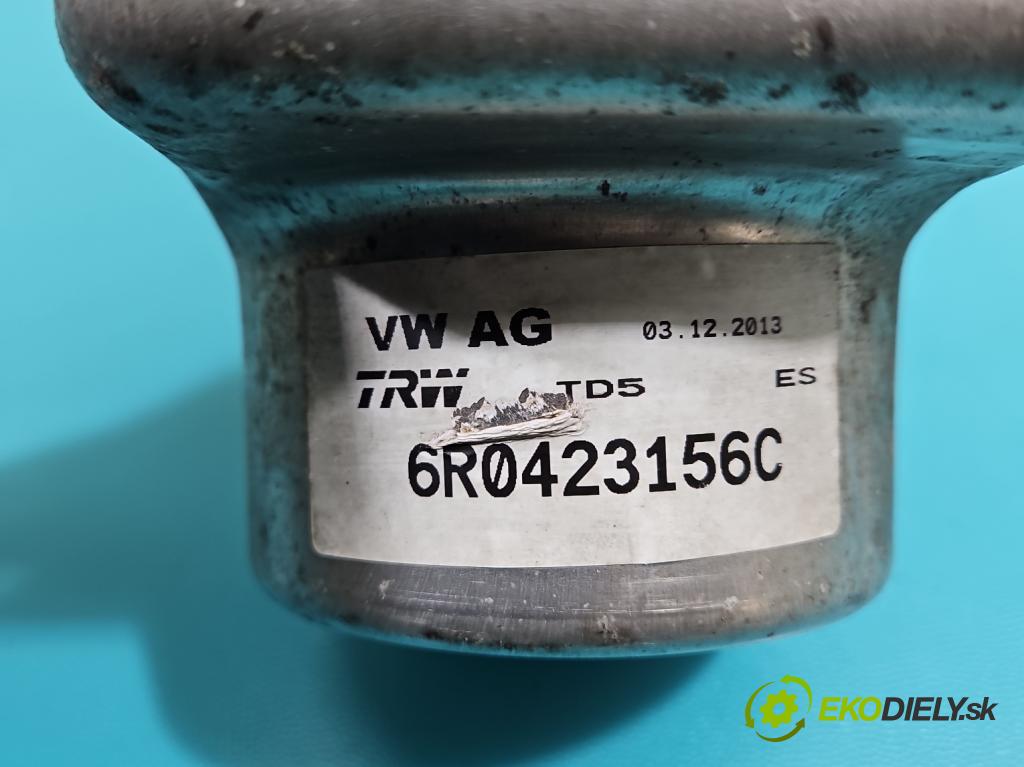 VW AG 03.12.2013
TRW TD5 ES
6R0423156C
EKODIELY.sk